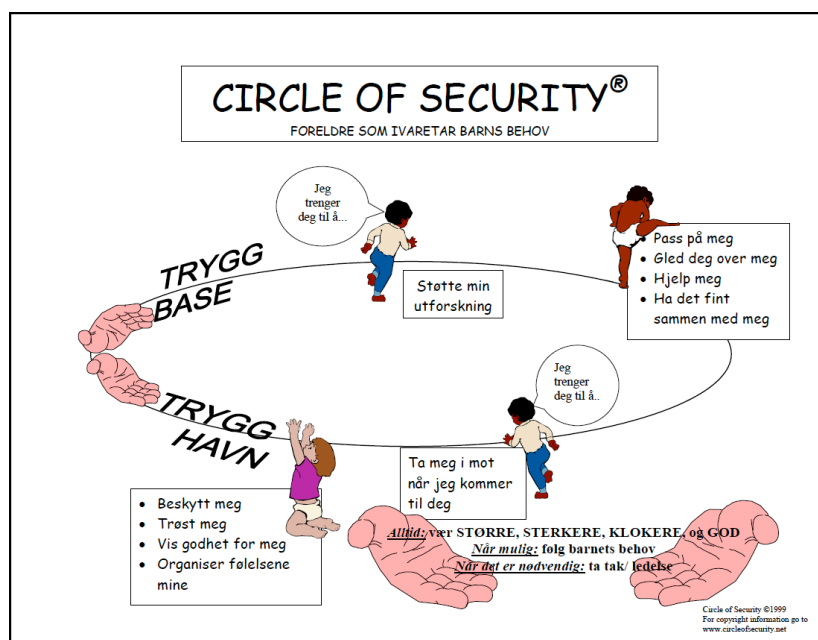 CIRCLE OF SECURITY®
FORELDRE SOM IVARETAR BARNS BEHOV
Jeg
trenger
deg til å...
TRYGG
BASE
Støtte min
utforskning
• Pass på meg
• Gled deg over meg
• Hjelp meg
• Ha det fint
sammen med meg
Jeg
trenger
deg til å..
TRYGG
HAVN
Ta meg i mot
når jeg kommer
til deg
• Beskytt meg
• Trøst meg
• Vis godhet for meg
• Organiser følelsene
mine
Alltid: vær STØRRE, STERKERE, KLOKERE, og GOD
Når mulig: følg barnets behov
Når det er nødvendig: ta tak/ ledelse
Circle of Security ©1999
For copyright information go to
www.circleofsecurity.net